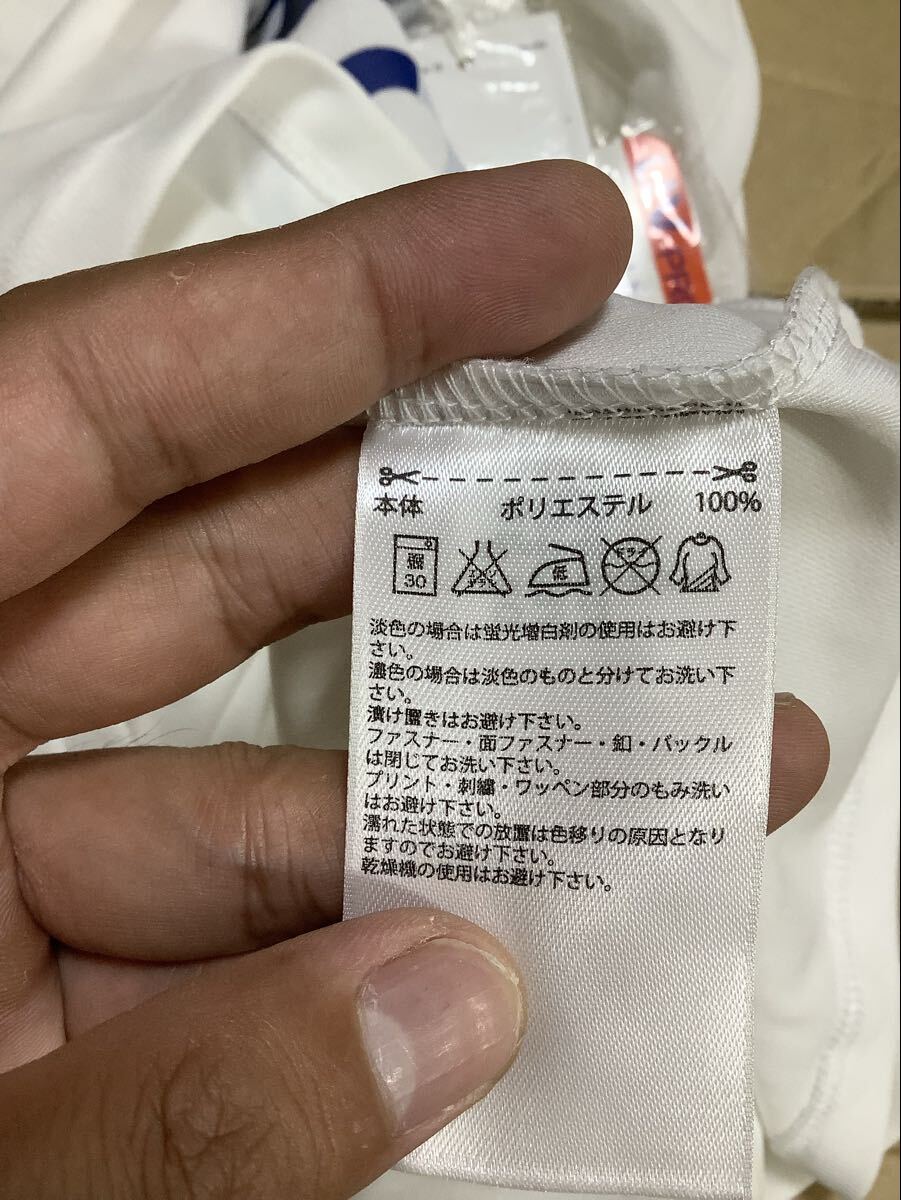 本体 ポリエステル 100%
弱
30
低
ドライ
淡色の場合は蛍光増白剤の使用はお避け下
さい。
濃色の場合は淡色のものと分けてお洗い下
さい。
漬け置きはお避け下さい。
ファスナー・面ファスナー・釦・バックル
は閉じてお洗い下さい。
プリント・刺繍・ワッペン部分のもみ洗い
はお避け下さい。
濡れた状態での放置は色移りの原因となり
ますのでお避け下さい。
乾燥機の使用はお避け下さい。